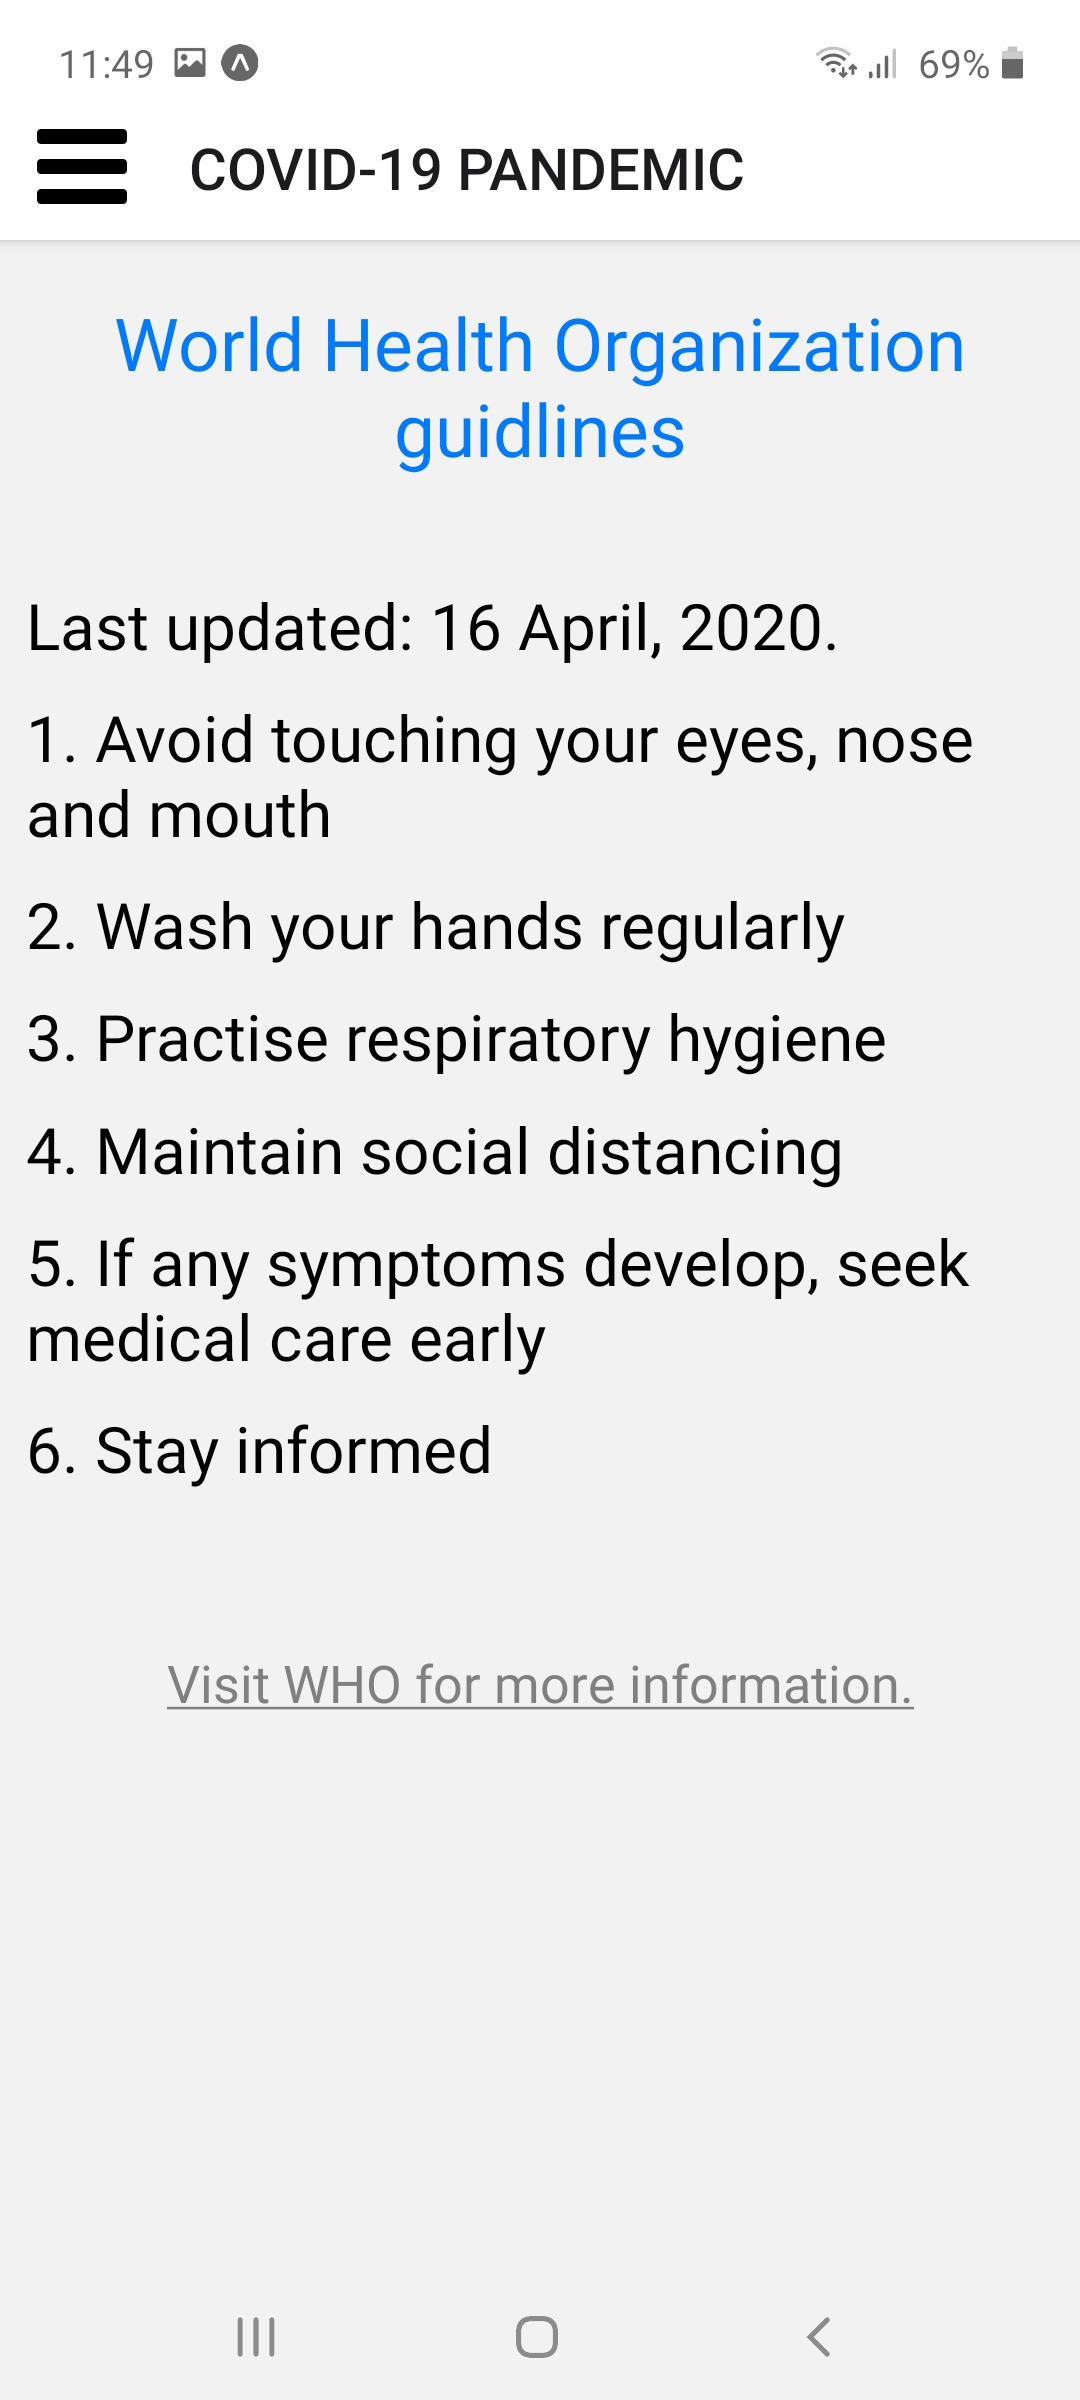 11:49 69%
COVID-19 PANDEMIC
World Health Organization
guidlines
Last updated: 16 April, 2020.
1. Avoid touching your eyes, nose
and mouth
2. Wash your hands regularly
3. Practise respiratory hygiene
4. Maintain social distancing
5. If any symptoms develop, seek
medical care early
6. Stay informed
Visit WHO for more information.